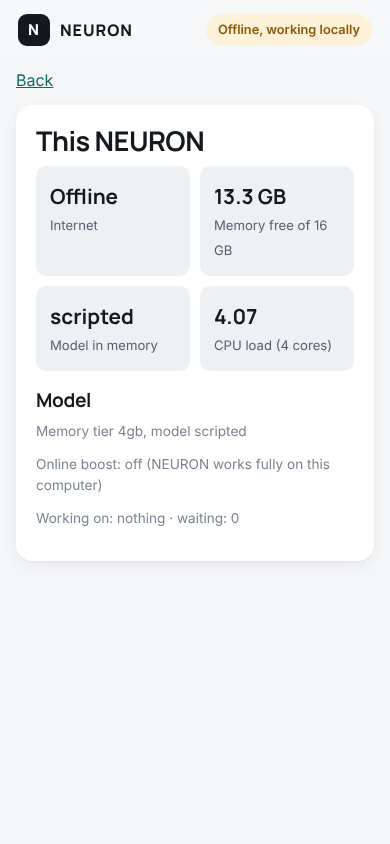 N NEURON
Offline, working locally
Back
This NEURON
Offline
Internet
13.3 GB
Memory free of 16
GB
scripted
Model in memory
4.07
CPU load (4 cores)
Model
Memory tier 4gb, model scripted
Online boost: off (NEURON works fully on this
computer)
Working on: nothing · waiting: 0